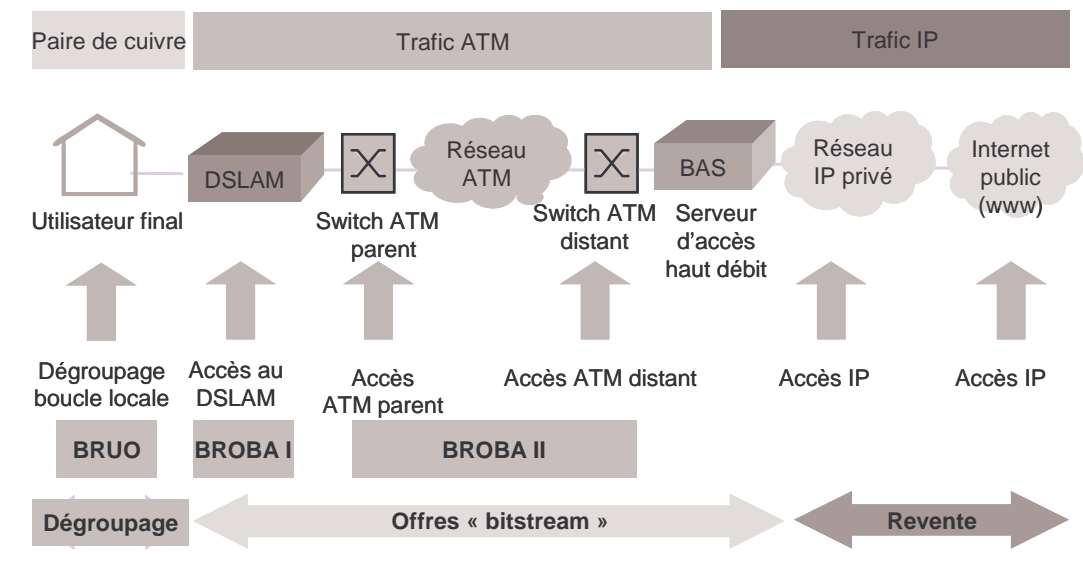 Paire de cuivre
Trafic ATM
Trafic IP
DSLAM
Réseau
ATM
BAS
Réseau
IP privé
Internet
public
(www)
Utilisateur final
Switch ATM
parent
Switch ATM
distant
Serveur
d’accès
haut débit
Dégroupage
boucle locale
Accès au
DSLAM
Accès
ATM parent
Accès ATM distant
Accès IP
Accès IP
BRUO
BROBA I
BROBA II
Dégroupage
Offres « bitstream »
Revente